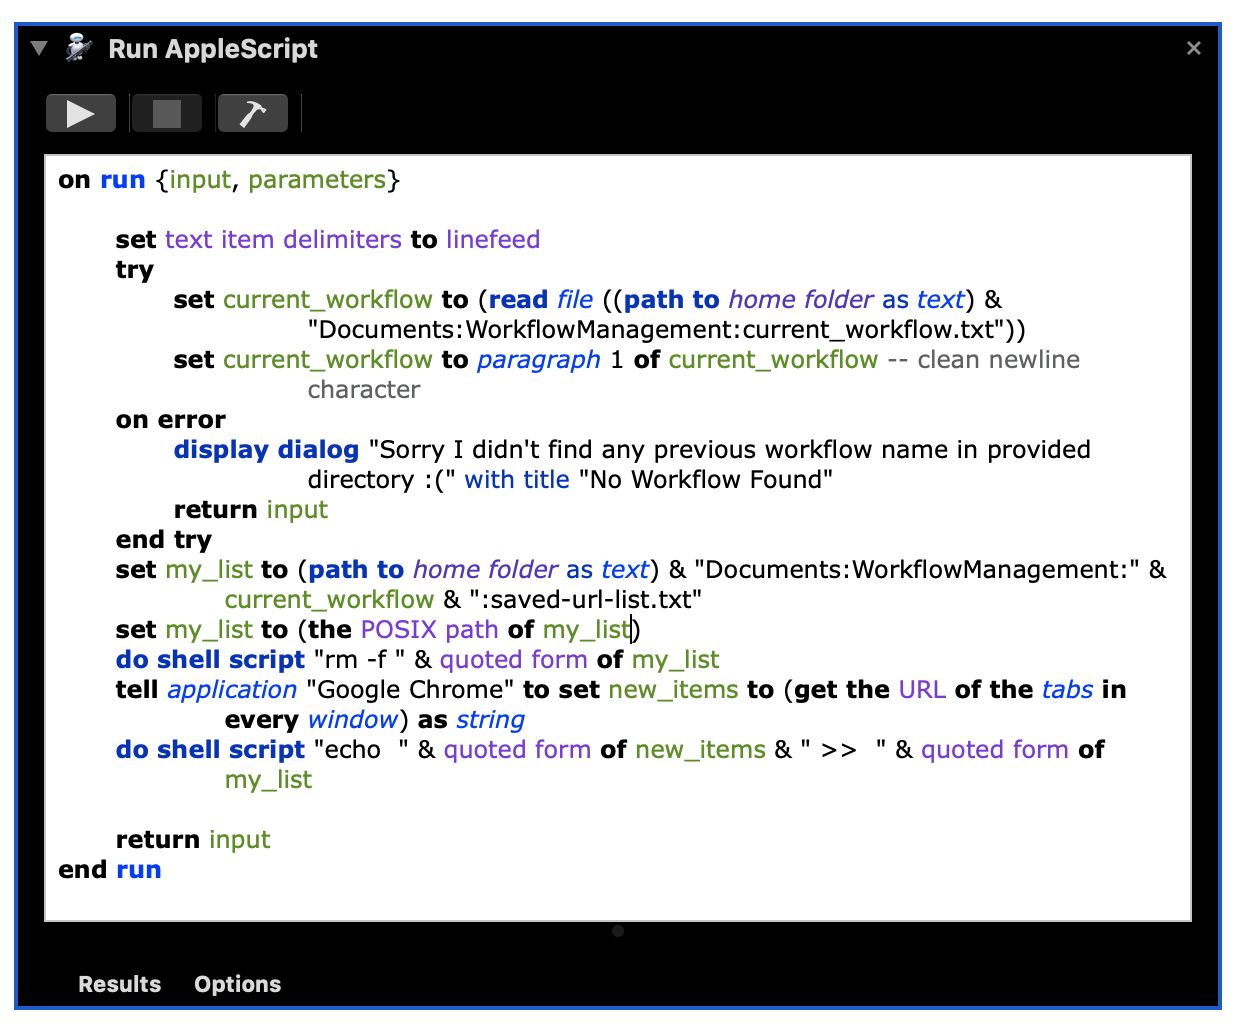 Run AppleScript
on run {input, parameters}
set text item delimiters to linefeed
try
set current_workflow to (read file ((path to home folder as text) &
"Documents:WorkflowManagement:current_workflow.txt"))
set current_workflow to paragraph 1 of current_workflow -- clean newline
character
on error
display dialog "Sorry I didn't find any previous workflow name in provided
directory :(" with title "No Workflow Found"
return input
end try
set my_list to (path to home folder as text) & "Documents:WorkflowManagement:" &
current_workflow & ":saved-url-list.txt"
set my_list to (the POSIX path of my_list)
do shell script "rm -f " & quoted form of my_list
tell application "Google Chrome" to set new_items to (get the URL of the tabs in
every window) as string
do shell script "echo  " & quoted form of new_items & " >>  " & quoted form of
my_list
return input
end run
Results Options